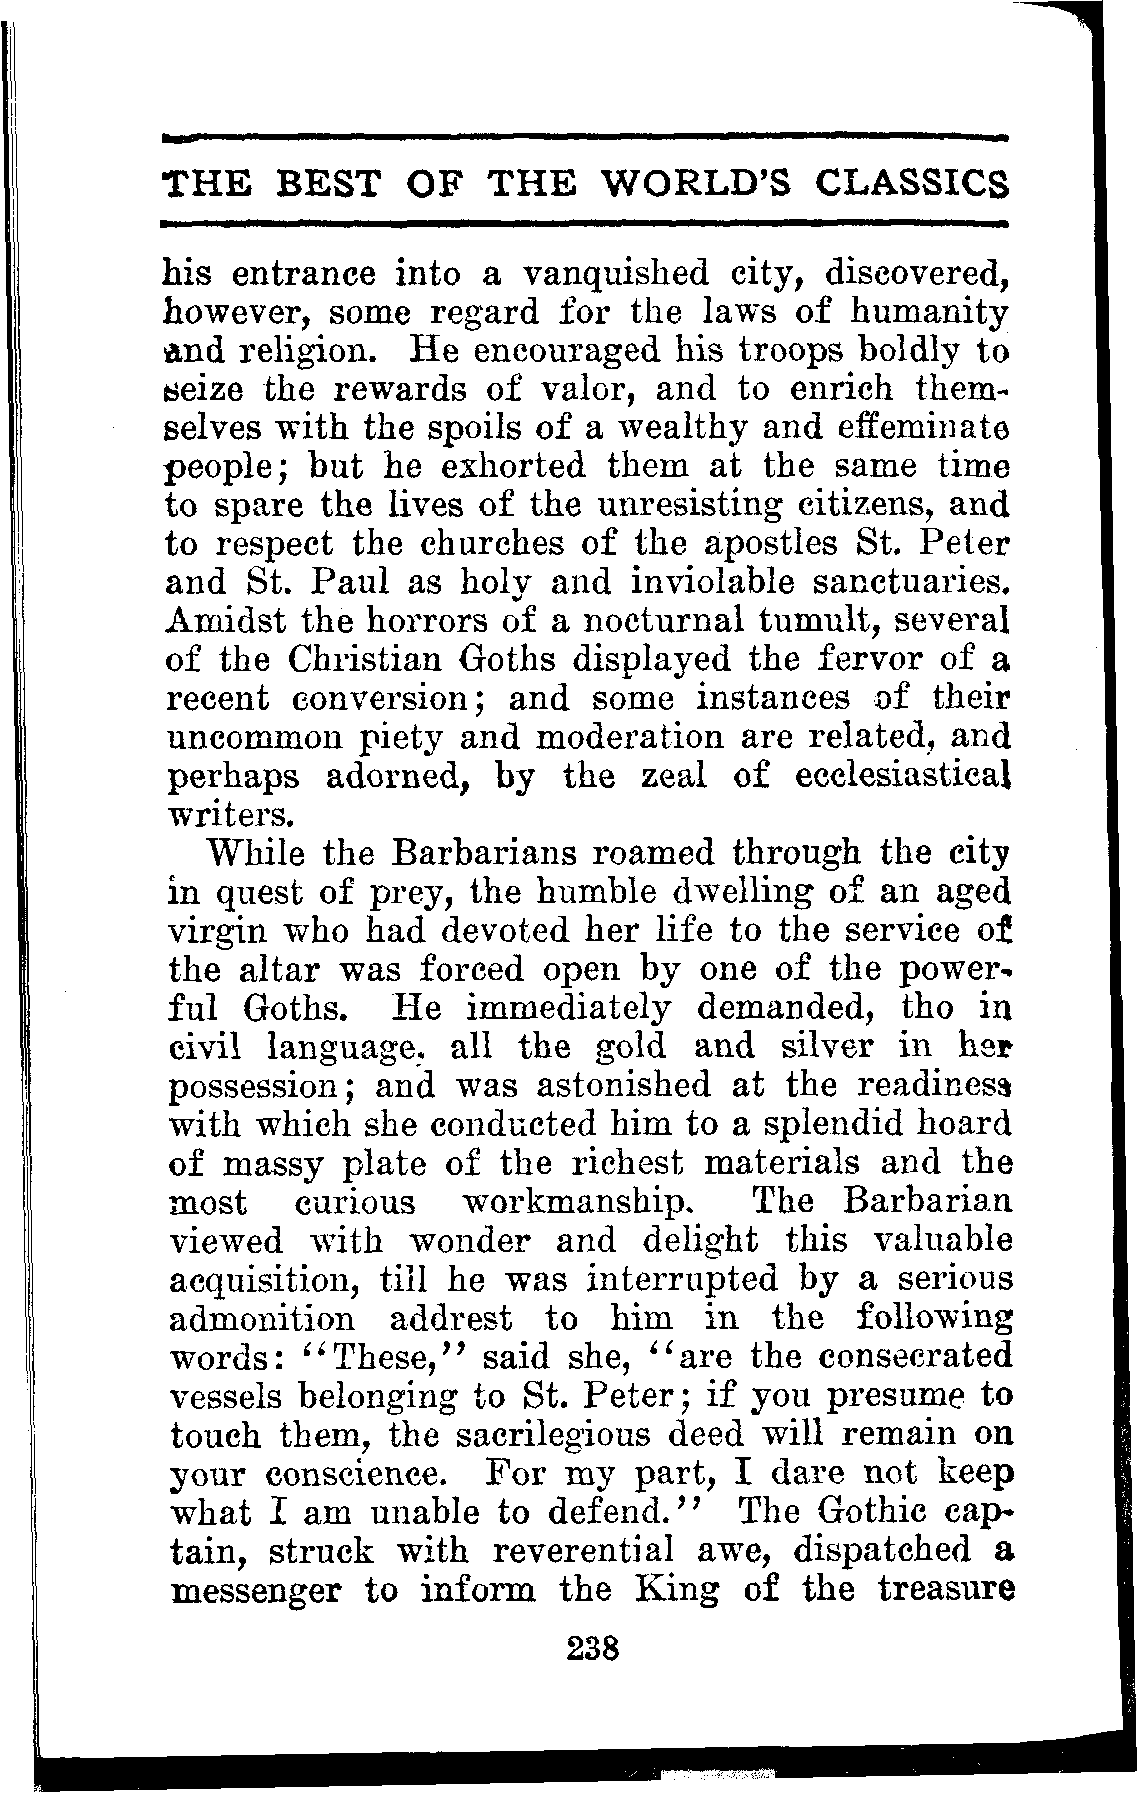 THE BEST OF THE WORLD'S CLASSICS
his entrance into a vanquished city, discovered,
however, some regard for the laws of humanity
and religion. He encouraged his troops boldly to
seize the rewards of valor, and to enrich them-
selves with the spoils of a wealthy and effeminate
people; but he exhorted them at the same time
to spare the lives of the unresisting citizens, and
to respect the churches of the apostles St. Peter
and St. Paul as holy and inviolable sanctuaries.
Amidst the horrors of a nocturnal tumult, several
of the Christian Goths displayed the fervor of a
recent conversion; and some instances of their
uncommon piety and moderation are related, and
perhaps adorned, by the zeal of ecclesiastical
writers.
While the Barbarians roamed through the city
in quest of prey, the humble dwelling of an aged
virgin who had devoted her life to the service of
the altar was forced open by one of the power-
ful Goths. He immediately demanded, tho in
civil language, all the gold and silver in her
possession; and was astonished at the readiness
with which she conducted him to a splendid hoard
of massy plate of the richest materials and the
most curious workmanship. The Barbarian
viewed with wonder and delight this valuable
acquisition, till he was interrupted by a serious
admonition addrest to him in the following
words: "These," said she, "are the consecrated
vessels belonging to St. Peter; if you presume to
touch them, the sacrilegious deed will remain on
your conscience. For my part, I dare not keep
what I am unable to defend." The Gothic cap-
tain, struck with reverential awe, dispatched a
messenger to inform the King of the treasure
238